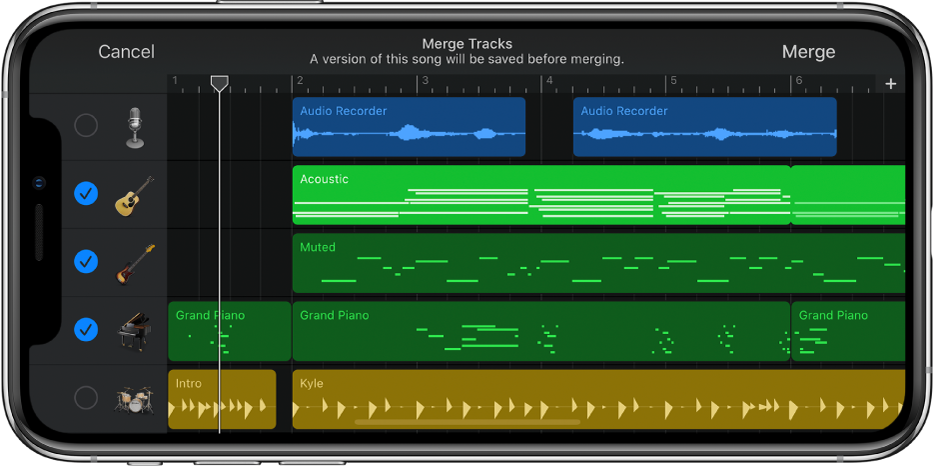 Cancel
Merge Tracks
Merge
A version of this song will be saved before merging.
1 2 3 4 5 6 +
Audio Recorder Audio Recorder
Acoustic
Muted
Grand Piano Grand Piano Grand Piano
Intro Kyle